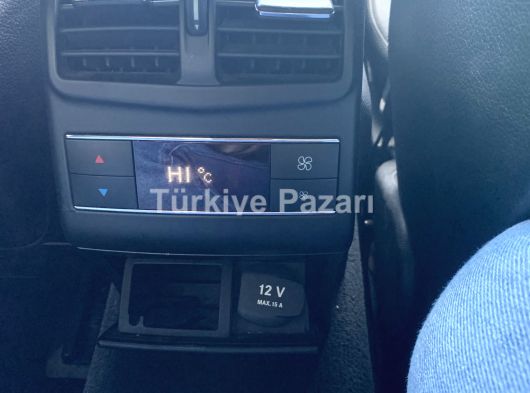 HI °C
Türkiye Pazarı
12 V
MAX. 15 A